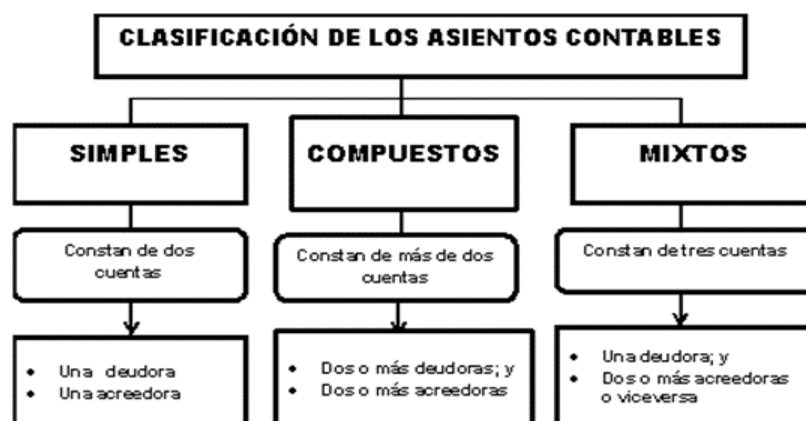 CLASIFICACIÓN DE LOS ASIENTOS CONTABLES
SIMPLES
COMPUESTOS
MIXTOS
Constan de dos
cuentas
Constan de más de dos
cuentas
Constan de tres cuentas
• Una deudora
• Una acreedora
• Dos o más deudoras; y
• Dos o más acreedoras
• Una deudora; y
• Dos o más acreedoras
o viceversa